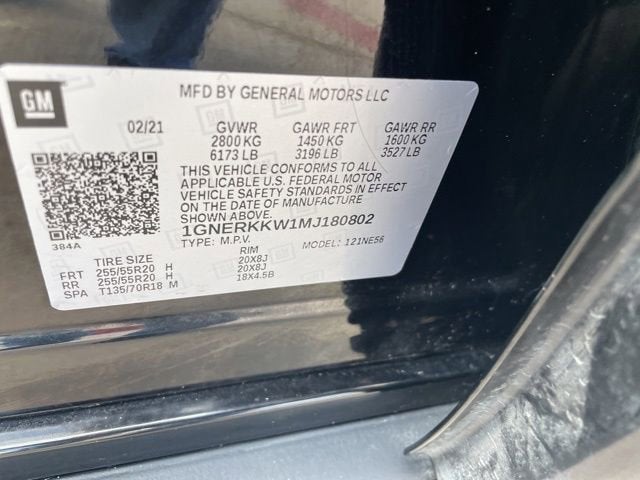 GM
MFD BY GENERAL MOTORS LLC
02/21 GVWR GAWR FRT GAWR RR
2800 KG 1450 KG 1600 KG
6173 LB 3196 LB 3527 LB
THIS VEHICLE CONFORMS TO ALL
APPLICABLE U.S. FEDERAL MOTOR
VEHICLE SAFETY STANDARDS IN EFFECT
ON THE DATE OF MANUFACTURE
SHOWN ABOVE.
384A
1GNERKKW1MJ180802
TYPE: M.P.V. MODEL: 121NE56
TIRE SIZE RIM
FRT 255/55R20 H 20X8J
RR 255/55R20 H 20X8J
SPA T135/70R18 M 18X4.5B